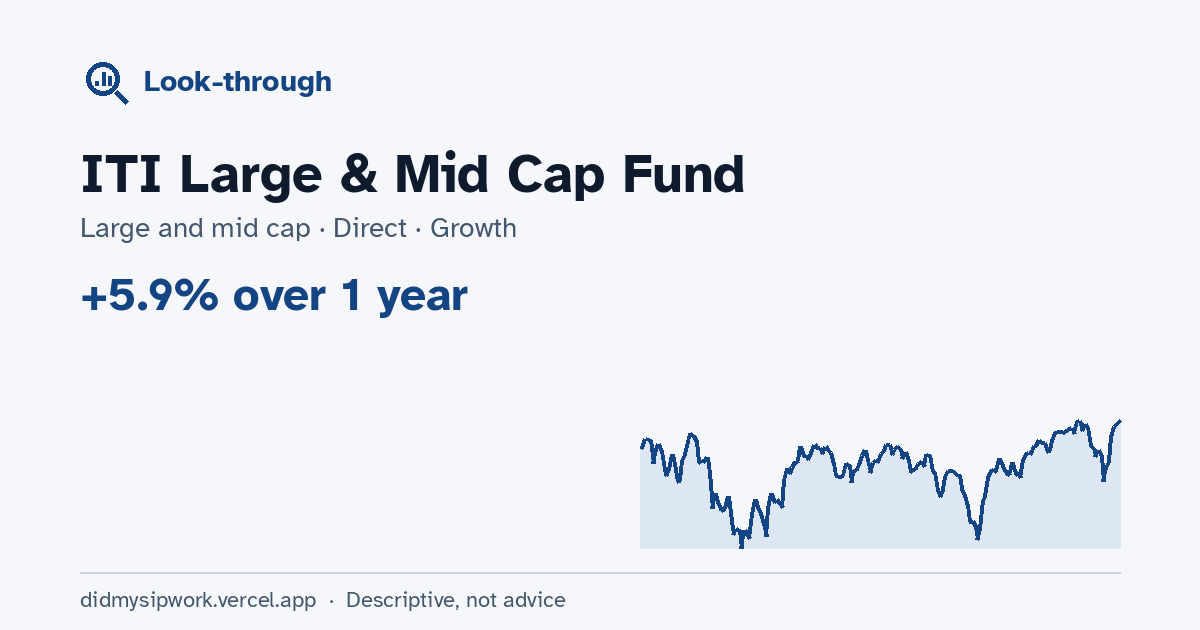 Look-through
ITI Large & Mid Cap Fund
Large and mid cap · Direct · Growth
+5.9% over 1 year
didmysipwork.vercel.app · Descriptive, not advice